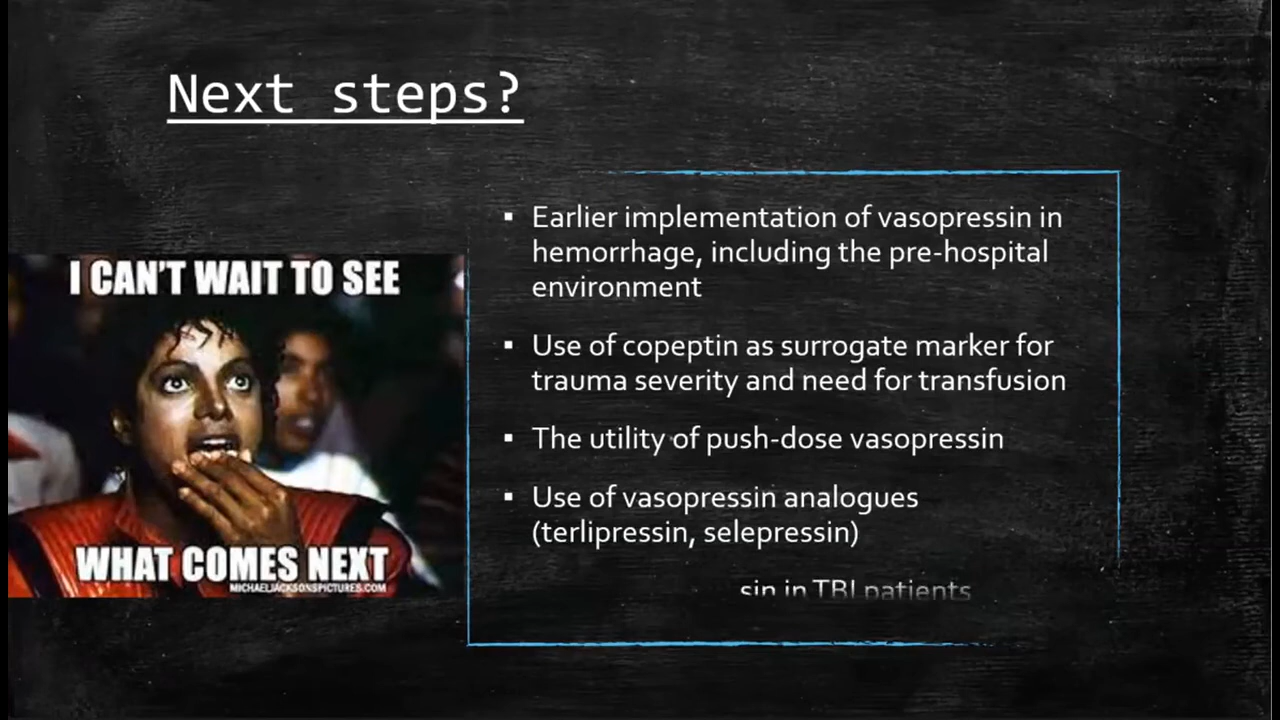 Next steps?
▪ Earlier implementation of vasopressin in
hemorrhage, including the pre-hospital
environment
▪ Use of copeptin as surrogate marker for
trauma severity and need for transfusion
▪ The utility of push-dose vasopressin
▪ Use of vasopressin analogues
(terlipressin, selepressin)
sin in TBI patients
I CAN'T WAIT TO SEE
WHAT COMES NEXT
MICHAELJACKSONSPICTURES.COM